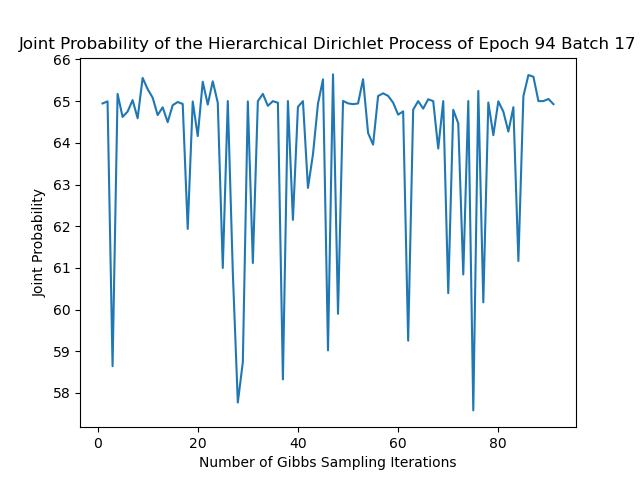 Joint Probability of the Hierarchical Dirichlet Process of Epoch 94 Batch 17
66
65
64
63
62
61
60
59
58
Joint Probability
0 20 40 60 80
Number of Gibbs Sampling Iterations